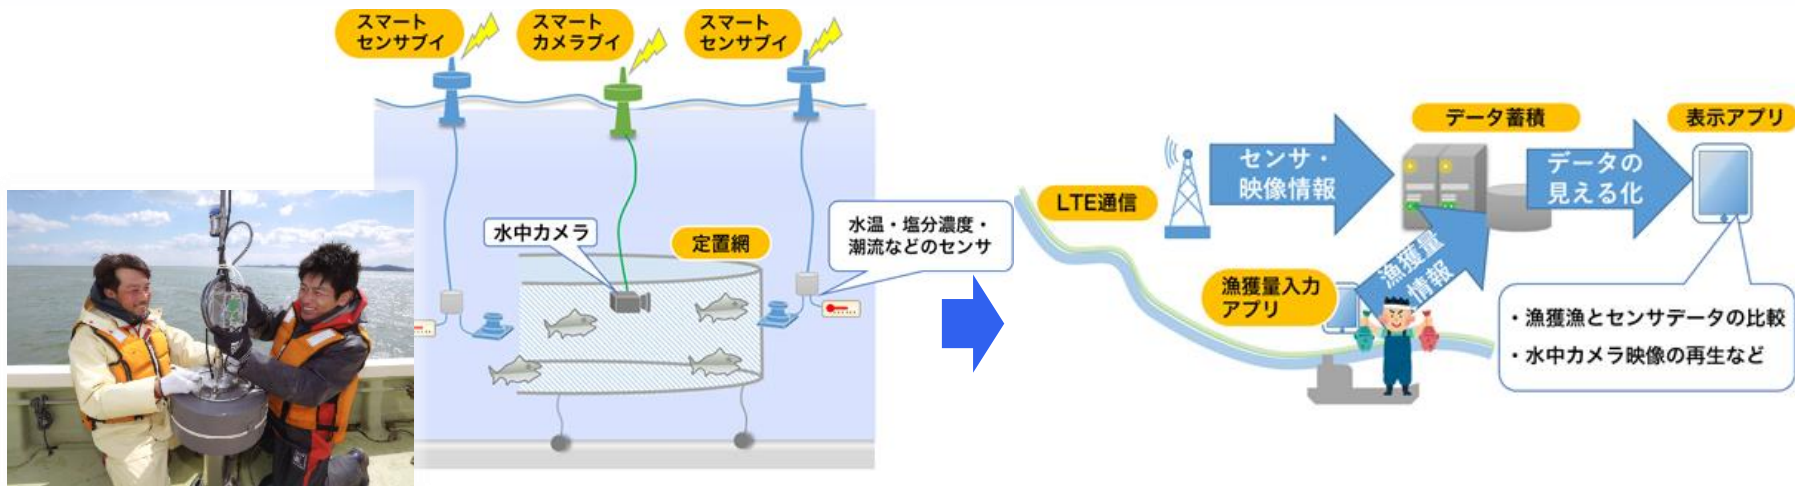 スマート
センサブイ
スマート
カメラブイ
スマート
センサブイ
水中カメラ
定置網
水温・塩分濃度・
潮流などのセンサ
LTE通信
センサ・
映像情報
データ蓄積
データの
見える化
表示アプリ
漁獲量入力
アプリ
漁獲量
情報
・漁獲漁とセンサデータの比較
・水中カメラ映像の再生など